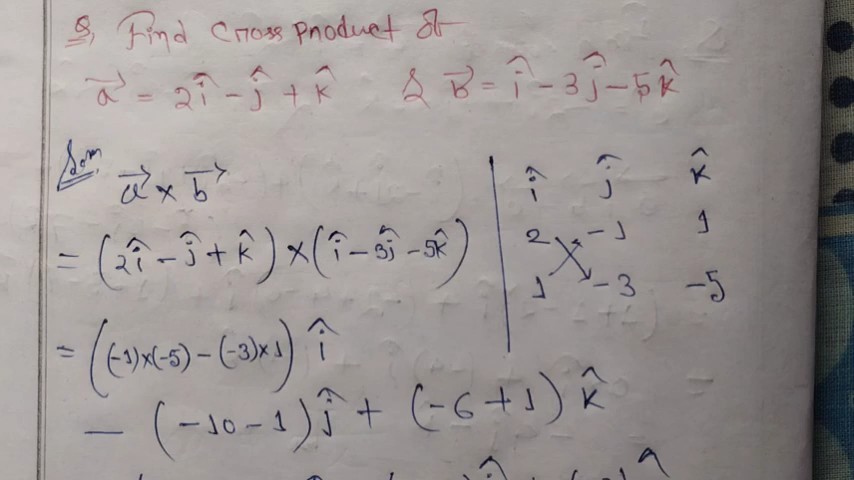 Q, Find Cross Product of
a⃗ = 2î - ĵ + k̂ & b⃗ = î - 3ĵ - 5k̂
Soln,
a⃗ × b⃗
= (2î - ĵ + k̂) × (î - 3ĵ - 5k̂)
= ((-1)×(-5) - (-3)×1) î
- (-10 - 1)ĵ + (-6 + 1) k̂
î ĵ k̂
2 -1 1
1 -3 -5